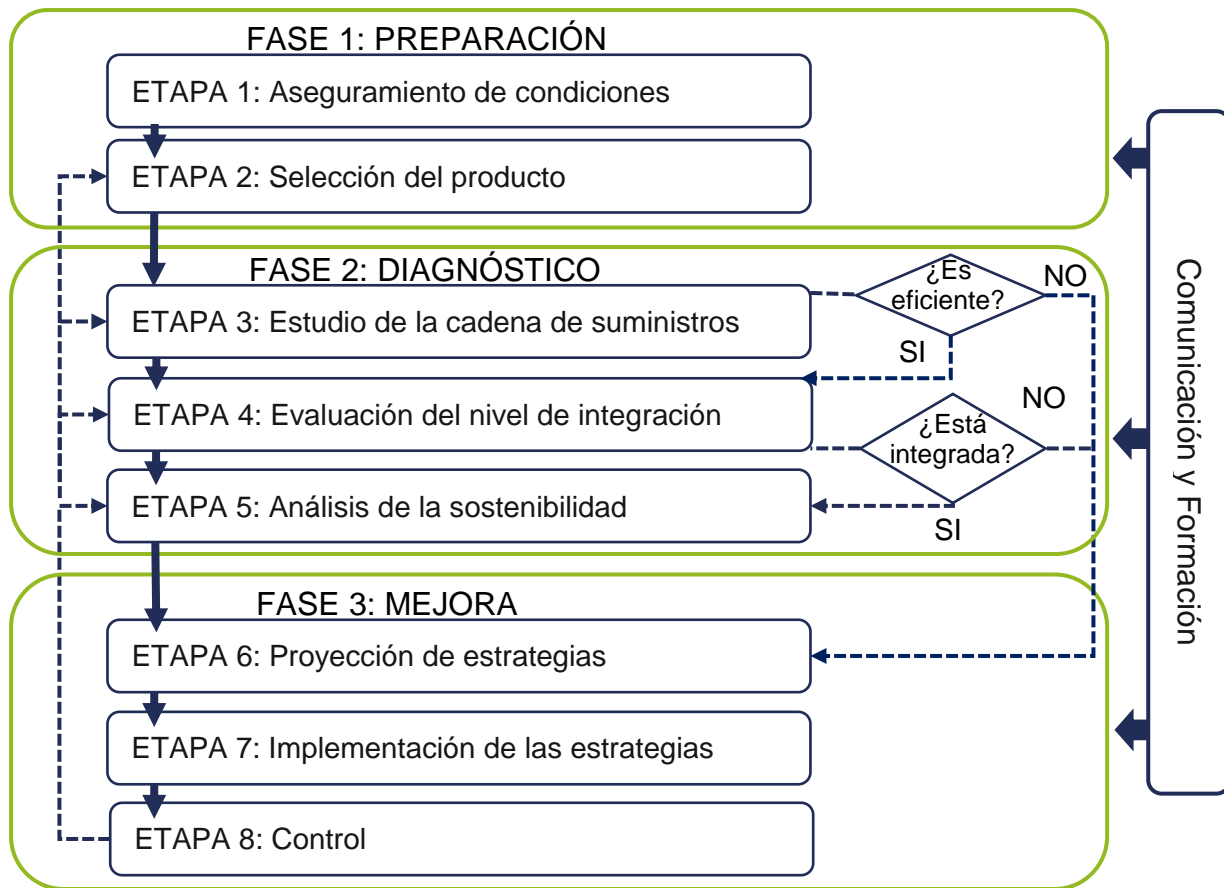 FASE 1: PREPARACIÓN
ETAPA 1: Aseguramiento de condiciones
ETAPA 2: Selección del producto
FASE 2: DIAGNÓSTICO
¿Es
eficiente?
NO
ETAPA 3: Estudio de la cadena de suministros
SI
ETAPA 4: Evaluación del nivel de integración
¿Está
integrada?
NO
ETAPA 5: Análisis de la sostenibilidad
SI
FASE 3: MEJORA
ETAPA 6: Proyección de estrategias
ETAPA 7: Implementación de las estrategias
ETAPA 8: Control
Comunicación y Formación